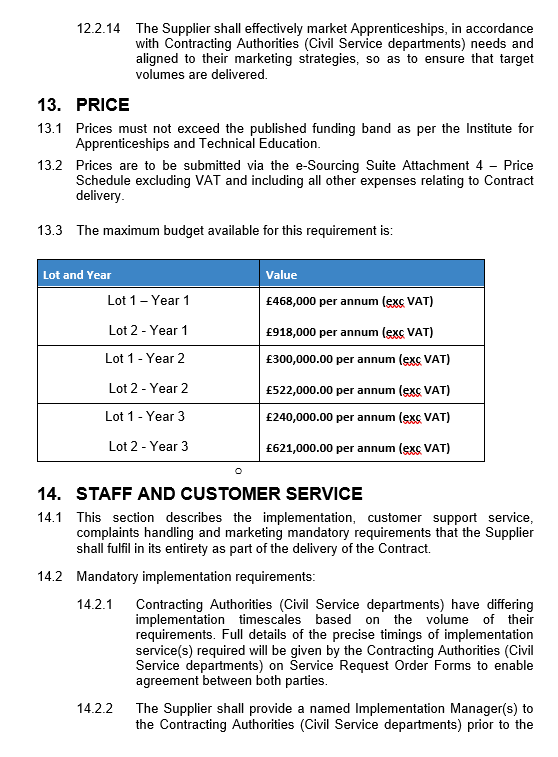 12.2.14 The Supplier shall effectively market Apprenticeships, in accordance
with Contracting Authorities (Civil Service departments) needs and
aligned to their marketing strategies, so as to ensure that target
volumes are delivered.
13. PRICE
13.1 Prices must not exceed the published funding band as per the Institute for
Apprenticeships and Technical Education.
13.2 Prices are to be submitted via the e-Sourcing Suite Attachment 4 – Price
Schedule excluding VAT and including all other expenses relating to Contract
delivery.
13.3 The maximum budget available for this requirement is:
Lot and Year Value
Lot 1 – Year 1 £468,000 per annum (exc VAT)
Lot 2 - Year 1 £918,000 per annum (exc VAT)
Lot 1 - Year 2 £300,000.00 per annum (exc VAT)
Lot 2 - Year 2 £522,000.00 per annum (exc VAT)
Lot 1 - Year 3 £240,000.00 per annum (exc VAT)
Lot 2 - Year 3 £621,000.00 per annum (exc VAT)
14. STAFF AND CUSTOMER SERVICE
14.1 This section describes the implementation, customer support service,
complaints handling and marketing mandatory requirements that the Supplier
shall fulfil in its entirety as part of the delivery of the Contract.
14.2 Mandatory implementation requirements:
14.2.1 Contracting Authorities (Civil Service departments) have differing
implementation timescales based on the volume of their
requirements. Full details of the precise timings of implementation
service(s) required will be given by the Contracting Authorities (Civil
Service departments) on Service Request Order Forms to enable
agreement between both parties.
14.2.2 The Supplier shall provide a named Implementation Manager(s) to
the Contracting Authorities (Civil Service departments) prior to the